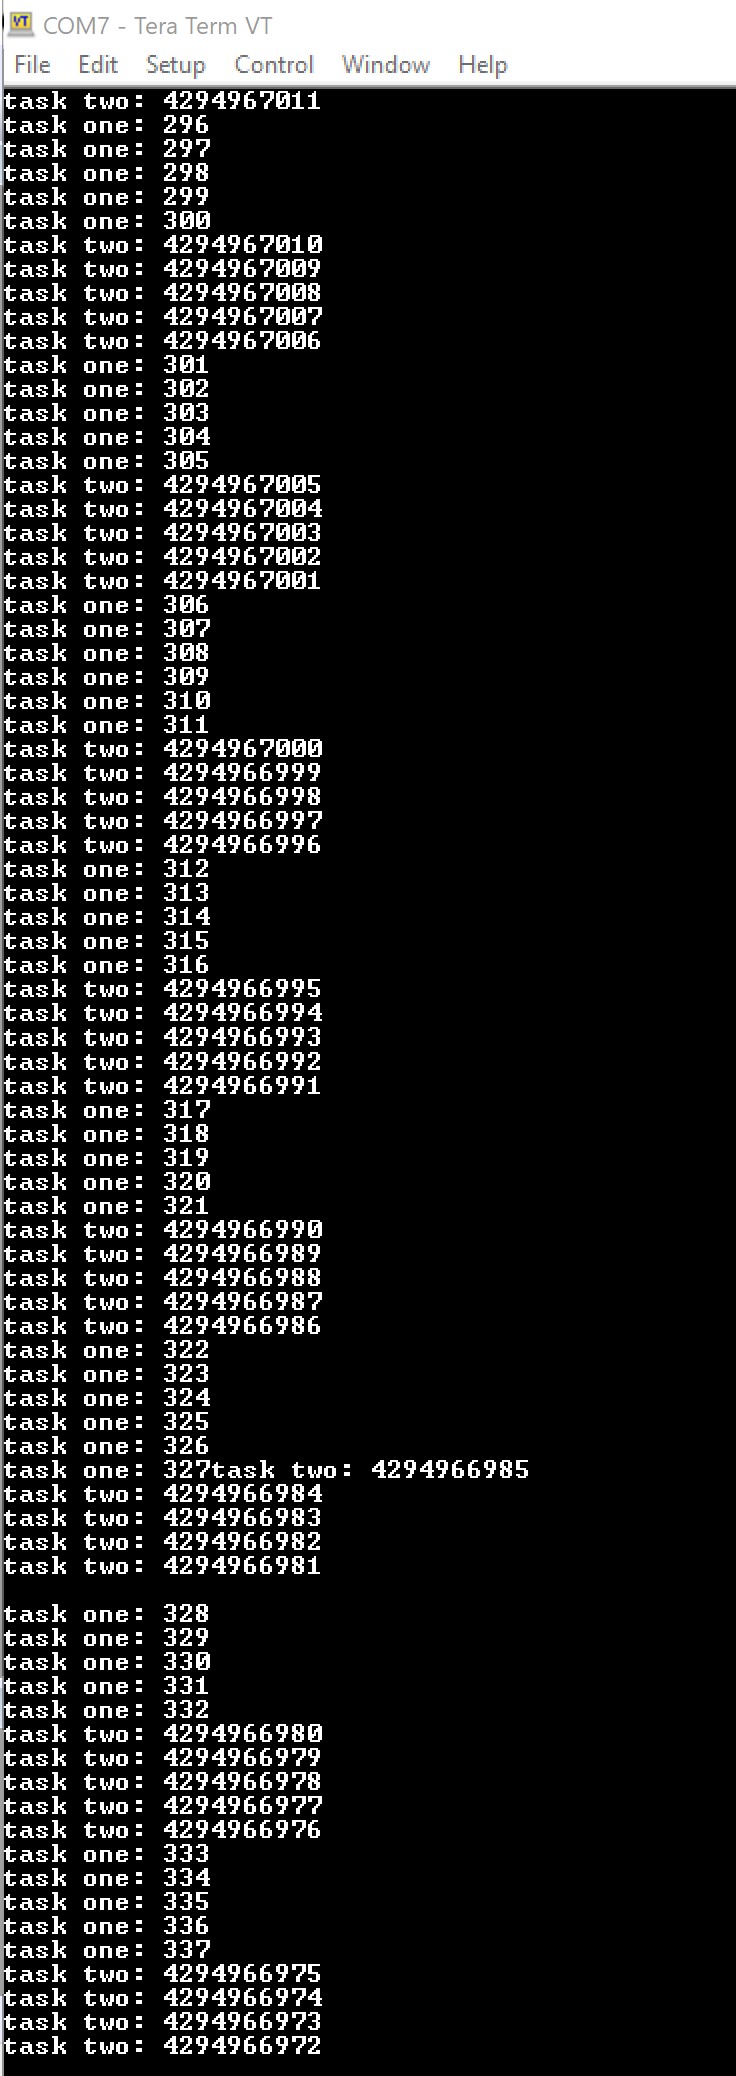 COM7 - Tera Term VT
File Edit Setup Control Window Help
task two: 4294967011
task one: 296
task one: 297
task one: 298
task one: 299
task one: 300
task two: 4294967010
task two: 4294967009
task two: 4294967008
task two: 4294967007
task two: 4294967006
task one: 301
task one: 302
task one: 303
task one: 304
task one: 305
task two: 4294967005
task two: 4294967004
task two: 4294967003
task two: 4294967002
task two: 4294967001
task one: 306
task one: 307
task one: 308
task one: 309
task one: 310
task one: 311
task two: 4294967000
task two: 4294966999
task two: 4294966998
task two: 4294966997
task two: 4294966996
task one: 312
task one: 313
task one: 314
task one: 315
task one: 316
task two: 4294966995
task two: 4294966994
task two: 4294966993
task two: 4294966992
task two: 4294966991
task one: 317
task one: 318
task one: 319
task one: 320
task one: 321
task two: 4294966990
task two: 4294966989
task two: 4294966988
task two: 4294966987
task two: 4294966986
task one: 322
task one: 323
task one: 324
task one: 325
task one: 326
task one: 327task two: 4294966985
task two: 4294966984
task two: 4294966983
task two: 4294966982
task two: 4294966981
task one: 328
task one: 329
task one: 330
task one: 331
task one: 332
task two: 4294966980
task two: 4294966979
task two: 4294966978
task two: 4294966977
task two: 4294966976
task one: 333
task one: 334
task one: 335
task one: 336
task one: 337
task two: 4294966975
task two: 4294966974
task two: 4294966973
task two: 4294966972